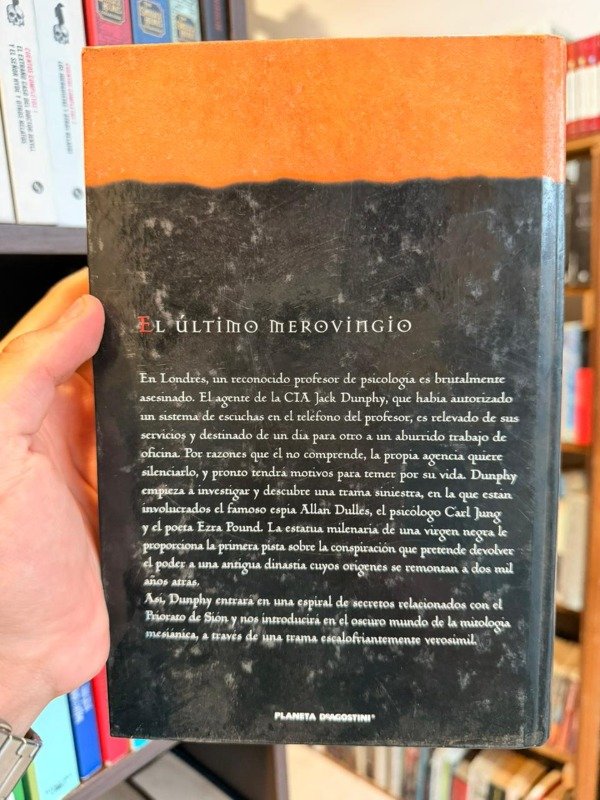 El último merovingio
En Londres, un reconocido profesor de psicología es brutalmente
asesinado. El agente de la CIA Jack Dunphy, que había autorizado
un sistema de escuchas en el teléfono del profesor, es relevado de sus
servicios y destinado de un día para otro a un aburrido trabajo de
oficina. Por razones que él no comprende, la propia agencia quiere
silenciarlo, y pronto tendrá motivos para temer por su vida. Dunphy
empieza a investigar y descubre una trama siniestra, en la que están
involucrados el famoso espía Allan Dulles, el psicólogo Carl Jung
y el poeta Ezra Pound. La estatua milenaria de una virgen negra le
proporciona la primera pista sobre la conspiración que pretende devolver
el poder a una antigua dinastía cuyos orígenes se remontan a dos mil
años atrás.
Así, Dunphy entrará en una espiral de secretos relacionados con el
Priorato de Sión y nos introducirá en el oscuro mundo de la mitología
mesiánica, a través de una trama escalofriantemente verosímil.
PLANETA DEAGOSTINI